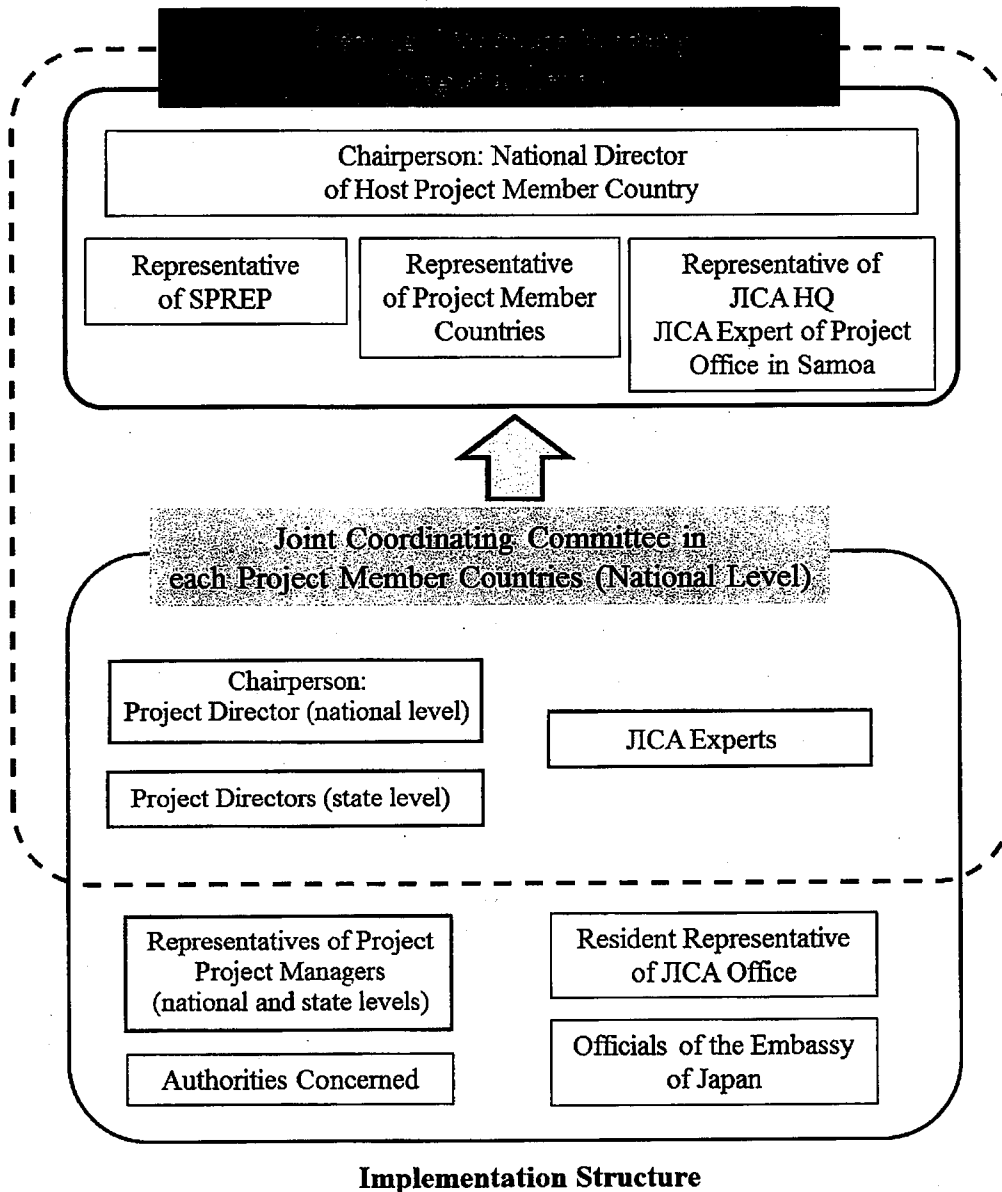 Chairperson: National Director
of Host Project Member Country
Representative
of SPREP
Representative
of Project Member
Countries
Representative of
JICA HQ
JICA Expert of Project
Office in Samoa
Joint Coordinating Committee in
each Project Member Countries (National Level)
Chairperson:
Project Director (national level)
JICA Experts
Project Directors (state level)
Representatives of Project
Project Managers
(national and state levels)
Resident Representative
of JICA Office
Authorities Concerned
Officials of the Embassy
of Japan
Implementation Structure